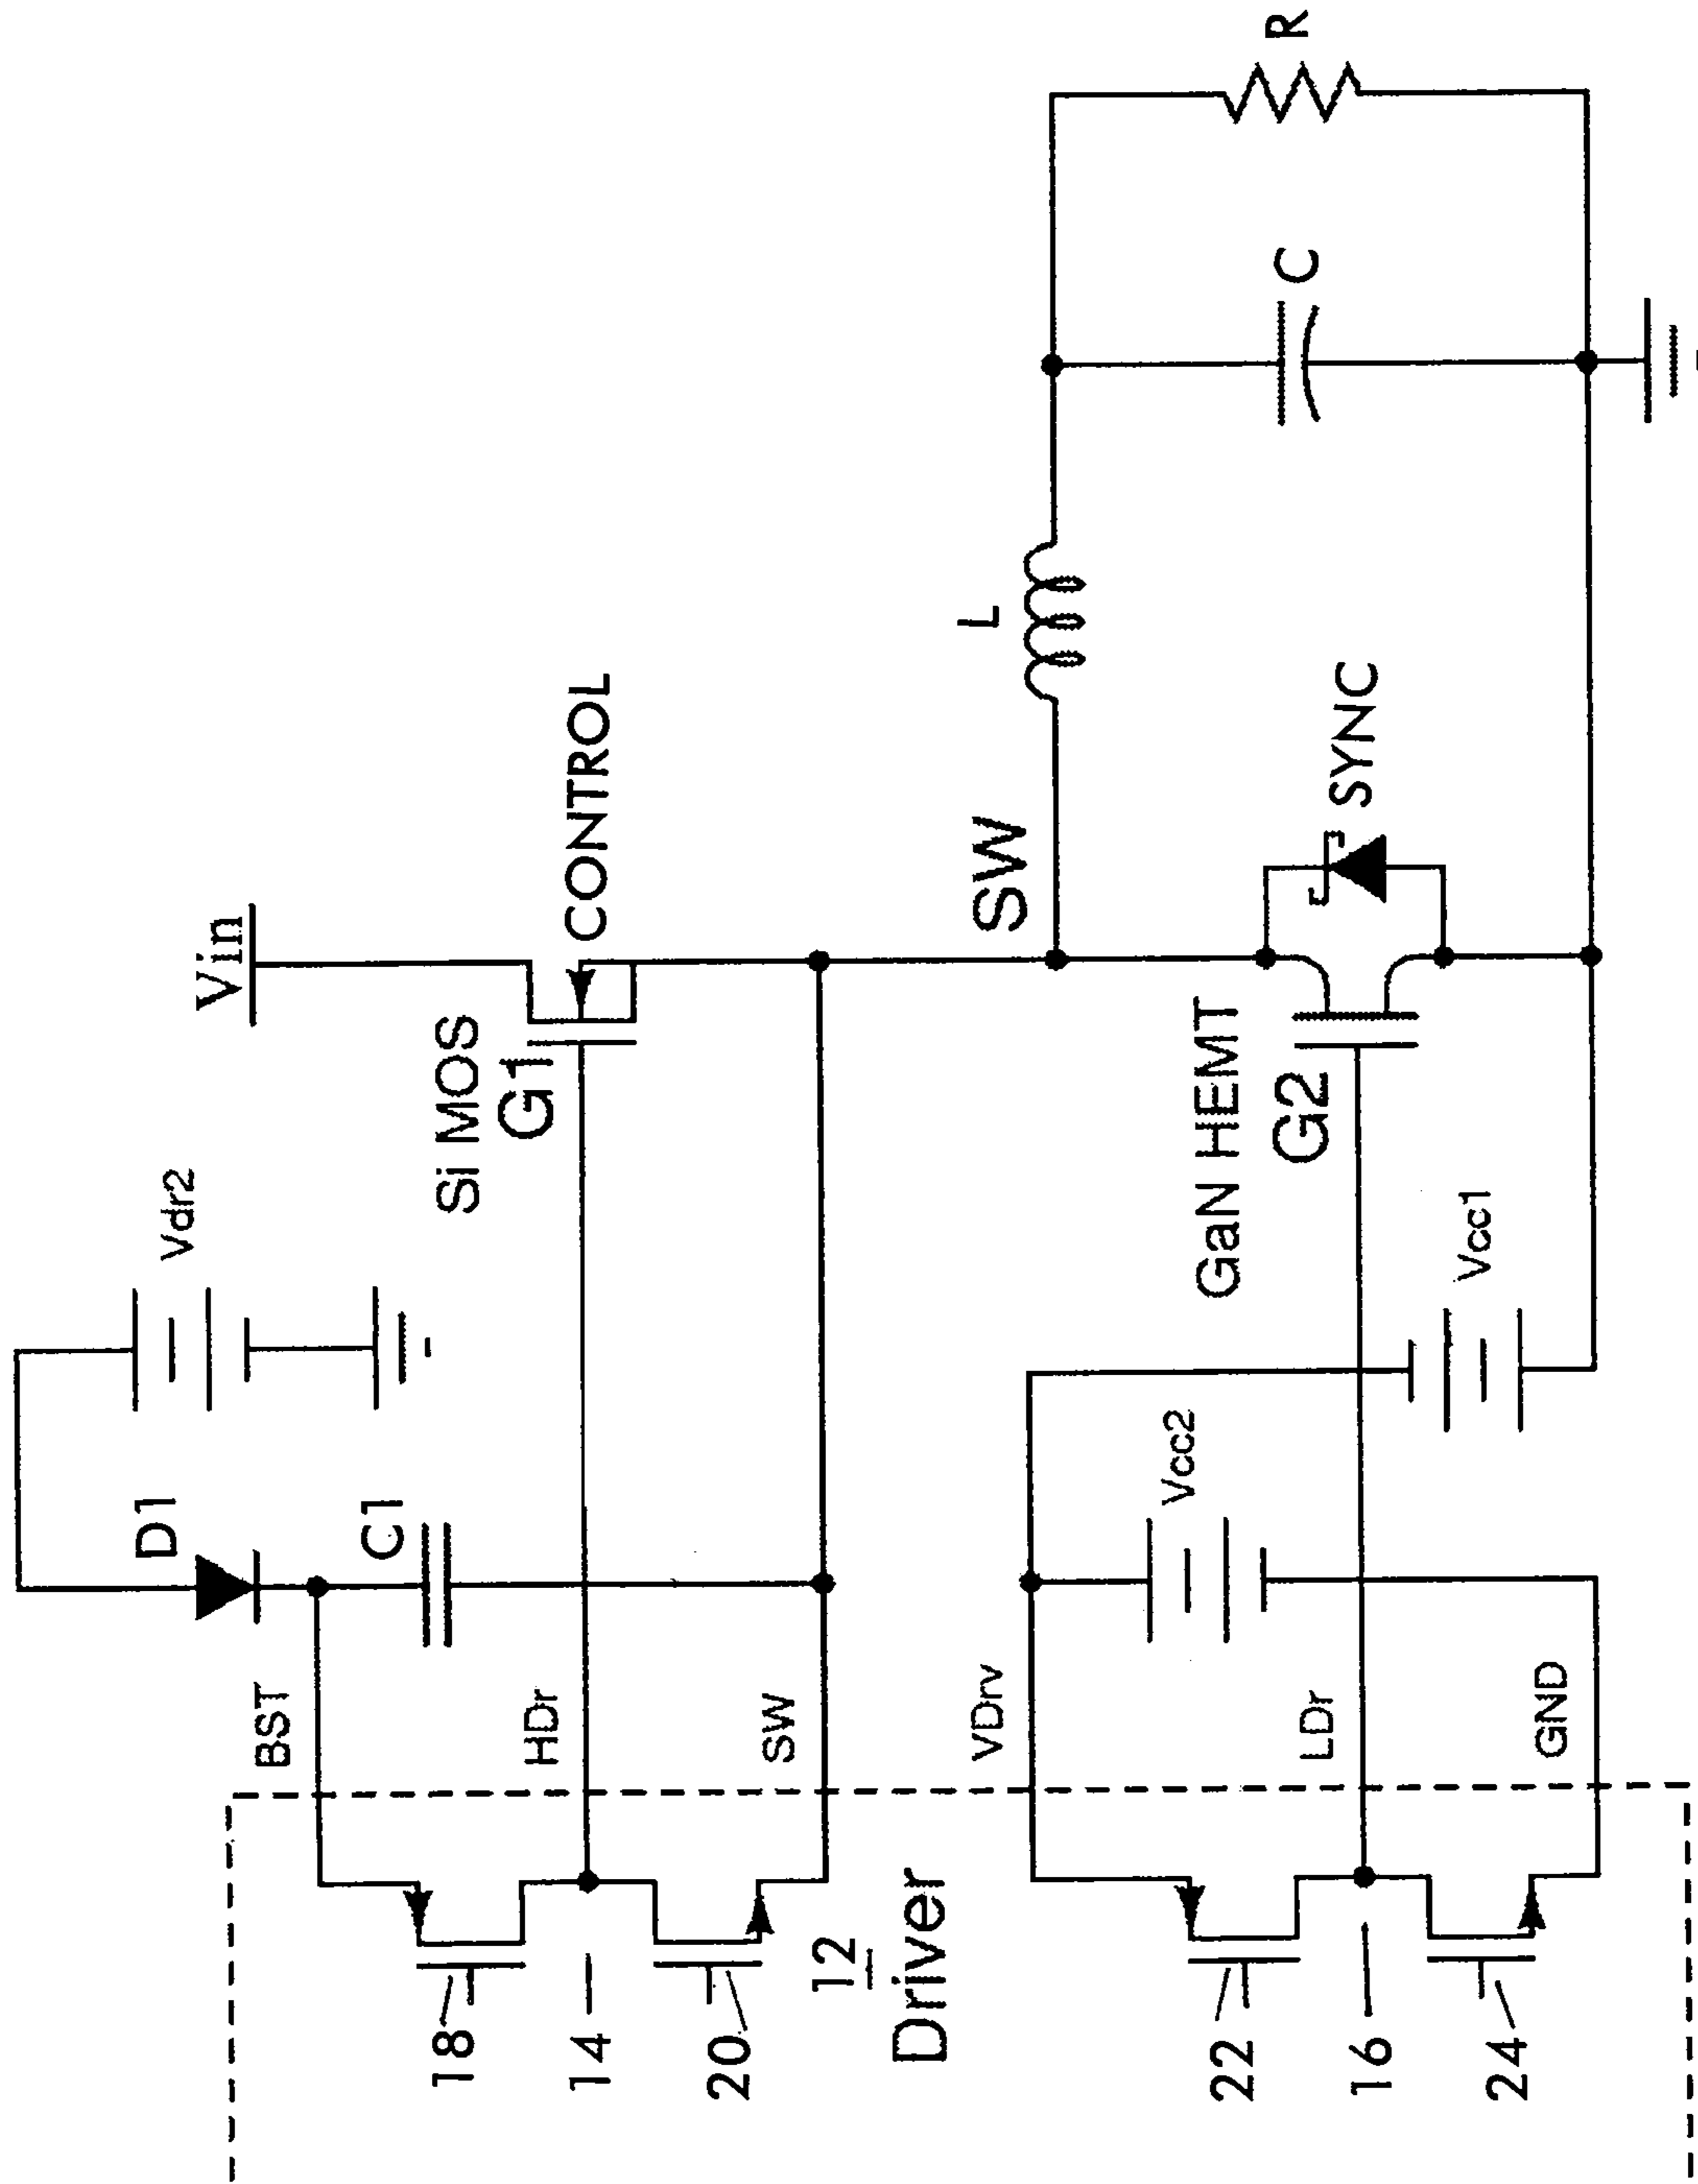 Vin
Vdr2
D1
C1
Si MOS
G1
CONTROL
BST
HDr
SW
18
14
20
12
Driver
SW
L
C
R
VDrv
Vcc2
Vcc1
GaN HEMT
G2
SYNC
LDr
GND
22
16
24